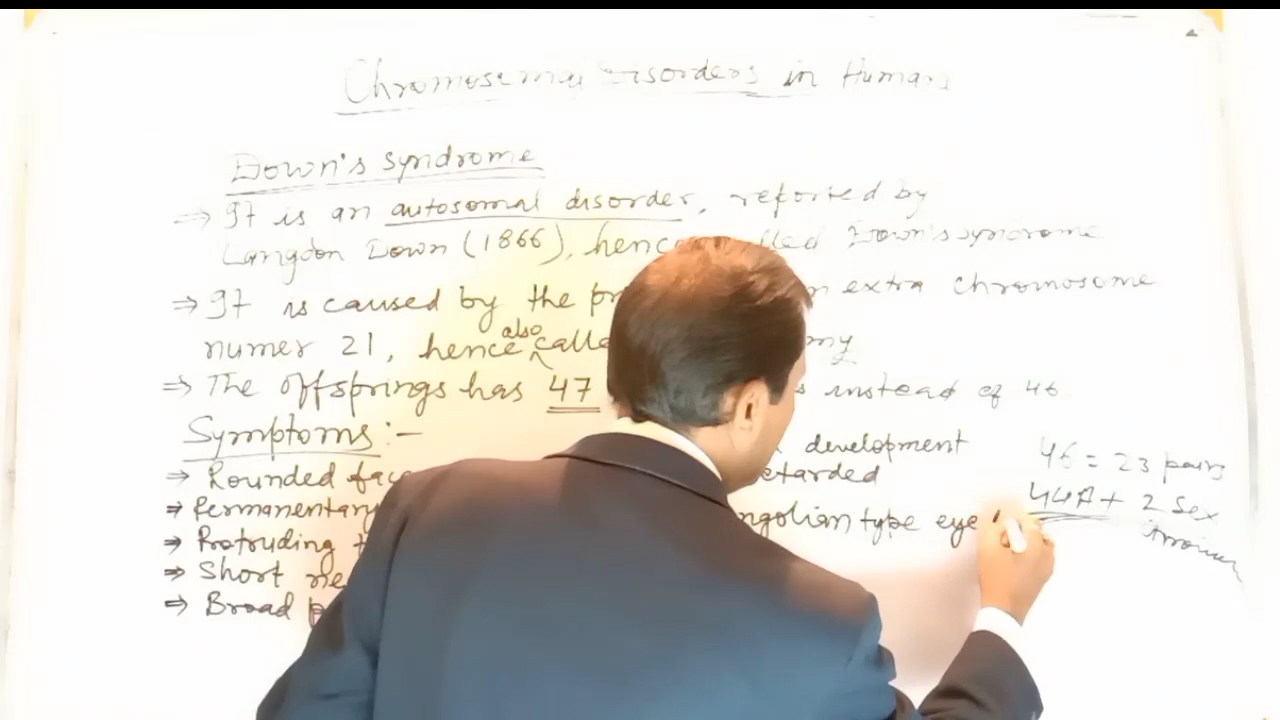 Chromosomal Disorders in Humans
Down's syndrome
⇒ It is an autosomal disorder, reported by
Langdon Down (1866), hence called Down's syndrome
⇒ It is caused by the pr extra chromosome
numer 21, hence also calle my
⇒ The offsprings has 47 s instead of 46.
Symptoms :-
development
⇒ Rounded fac etarded
⇒ Permanentary ngolian type eye
⇒ Protruding t
⇒ Short ne
⇒ Broad p
46 = 23 pairs
44A + 2 Sex